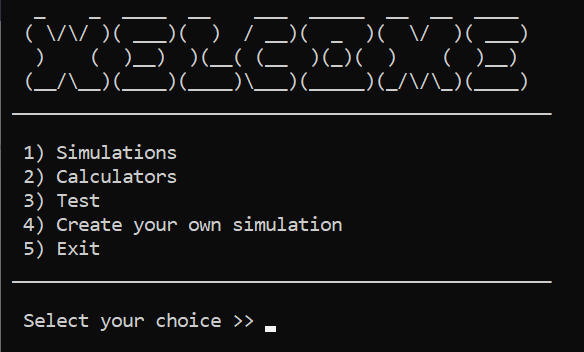 WELCOME
1) Simulations
2) Calculators
3) Test
4) Create your own simulation
5) Exit
Select your choice >>